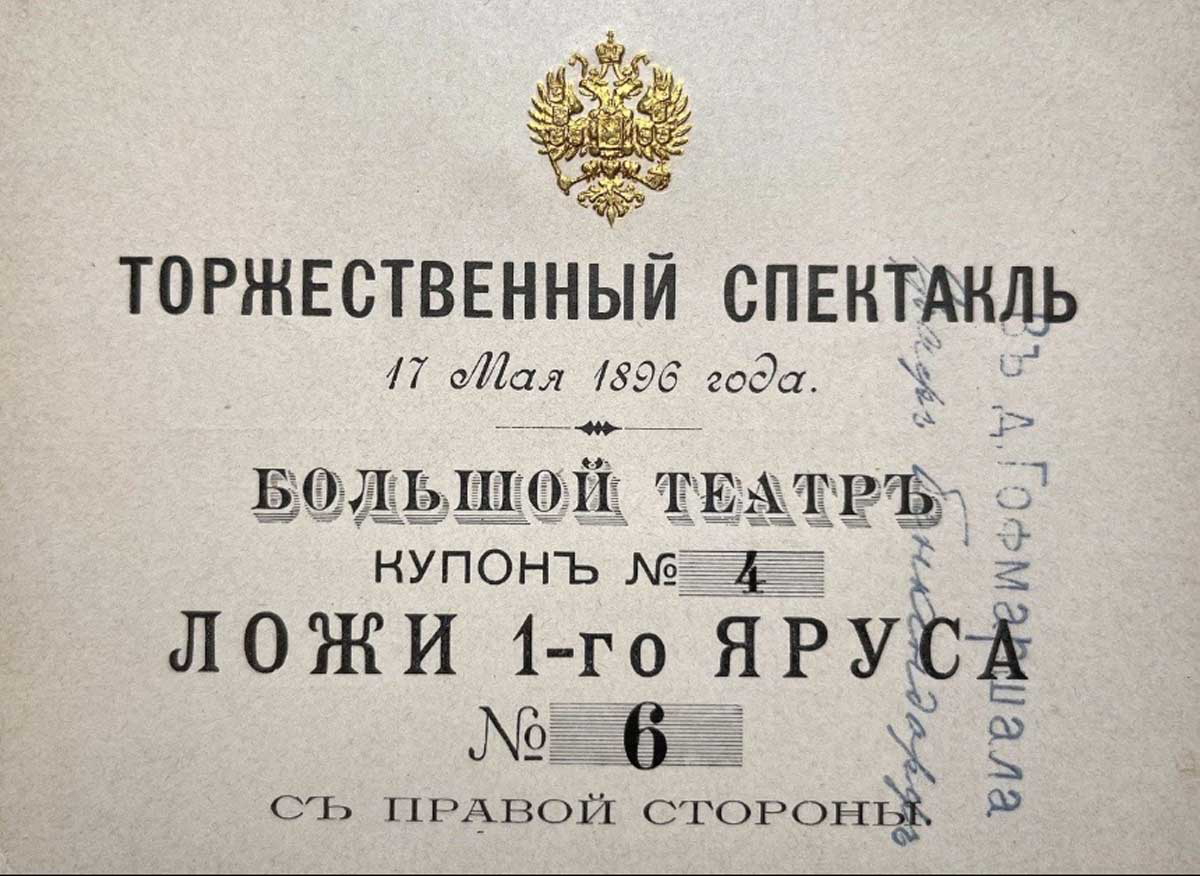 ТОРЖЕСТВЕННЫЙ СПЕКТАКЛЬ
17 Мая 1896 года.
БОЛЬШОЙ ТЕАТРЪ
КУПОНЪ № 4
ЛОЖИ 1-го ЯРУСА
№ 6
СЪ ПРАВОЙ СТОРОНЫ.
Въ д. Гофмаршала